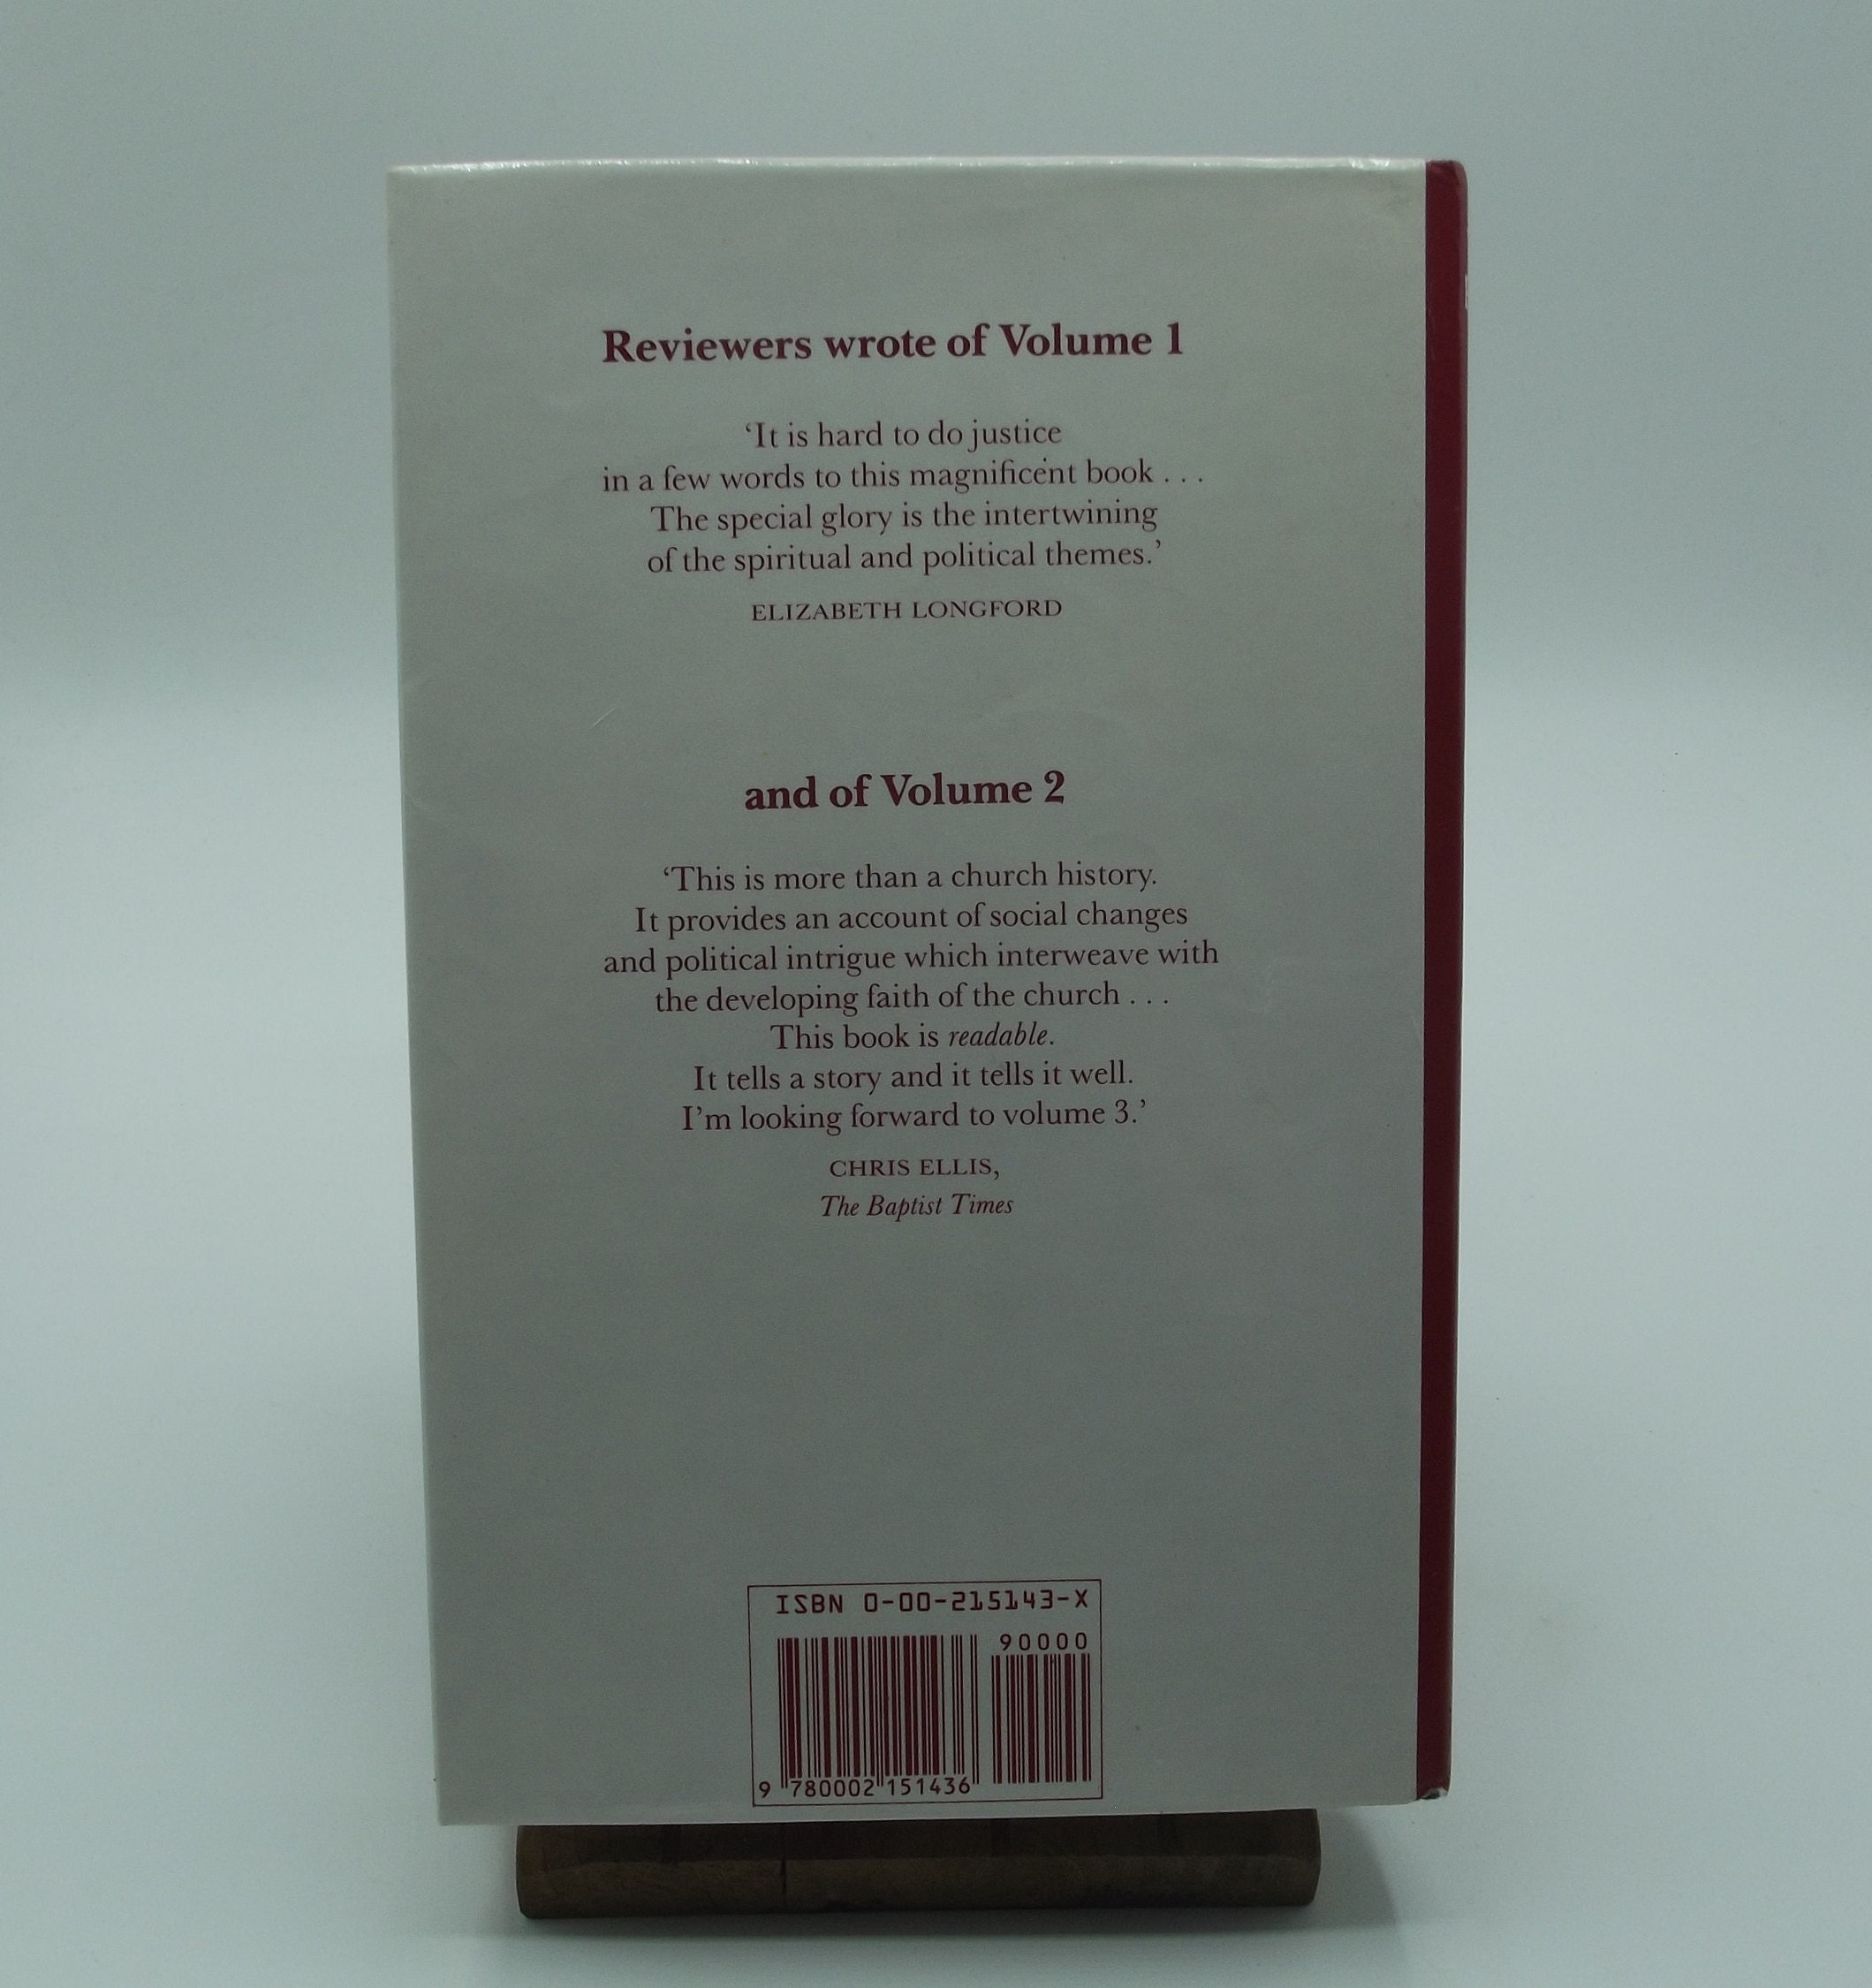 Reviewers wrote of Volume 1
‘It is hard to do justice
in a few words to this magnificent book . . .
The special glory is the intertwining
of the spiritual and political themes.’
ELIZABETH LONGFORD
and of Volume 2
‘This is more than a church history.
It provides an account of social changes
and political intrigue which interweave with
the developing faith of the church . . .
This book is readable.
It tells a story and it tells it well.
I’m looking forward to volume 3.’
CHRIS ELLIS,
The Baptist Times
ISBN 0-00-215143-X
90000
9 780002 151436